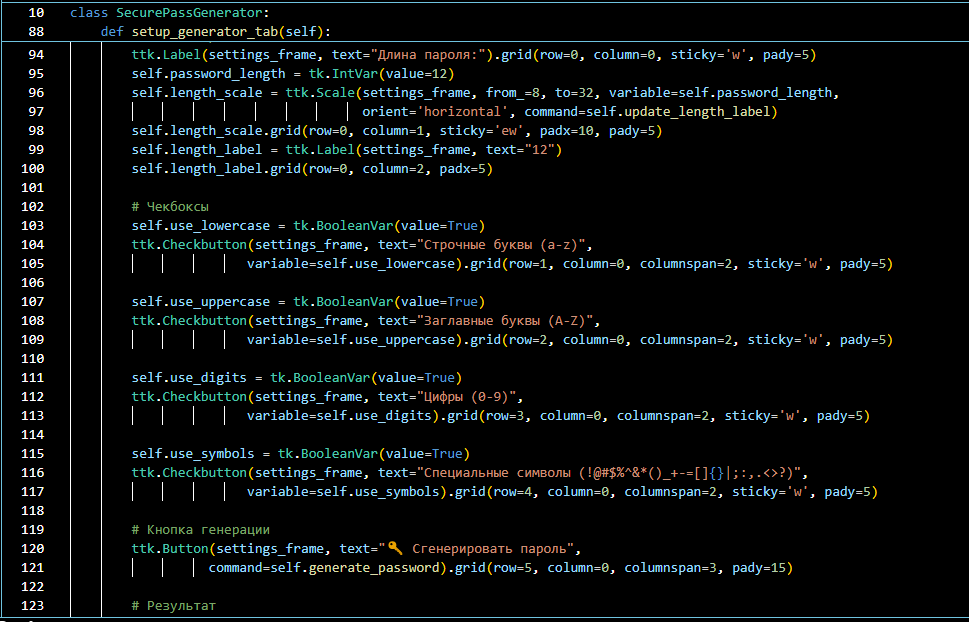 10 class SecurePassGenerator:
88 def setup_generator_tab(self):
94 ttk.Label(settings_frame, text="Длина пароля:").grid(row=0, column=0, sticky='w', pady=5)
95 self.password_length = tk.IntVar(value=12)
96 self.length_scale = ttk.Scale(settings_frame, from_=8, to=32, variable=self.password_length,
97 orient='horizontal', command=self.update_length_label)
98 self.length_scale.grid(row=0, column=1, sticky='ew', padx=10, pady=5)
99 self.length_label = ttk.Label(settings_frame, text="12")
100 self.length_label.grid(row=0, column=2, padx=5)
101
102 # Чекбоксы
103 self.use_lowercase = tk.BooleanVar(value=True)
104 ttk.Checkbutton(settings_frame, text="Строчные буквы (a-z)",
105 variable=self.use_lowercase).grid(row=1, column=0, columnspan=2, sticky='w', pady=5)
106
107 self.use_uppercase = tk.BooleanVar(value=True)
108 ttk.Checkbutton(settings_frame, text="Заглавные буквы (A-Z)",
109 variable=self.use_uppercase).grid(row=2, column=0, columnspan=2, sticky='w', pady=5)
110
111 self.use_digits = tk.BooleanVar(value=True)
112 ttk.Checkbutton(settings_frame, text="Цифры (0-9)",
113 variable=self.use_digits).grid(row=3, column=0, columnspan=2, sticky='w', pady=5)
114
115 self.use_symbols = tk.BooleanVar(value=True)
116 ttk.Checkbutton(settings_frame, text="Специальные символы (!@#$%^&*()_+-=[]{}|;:,.<>?)",
117 variable=self.use_symbols).grid(row=4, column=0, columnspan=2, sticky='w', pady=5)
118
119 # Кнопка генерации
120 ttk.Button(settings_frame, text="🔑 Сгенерировать пароль",
121 command=self.generate_password).grid(row=5, column=0, columnspan=3, pady=15)
122
123 # Результат